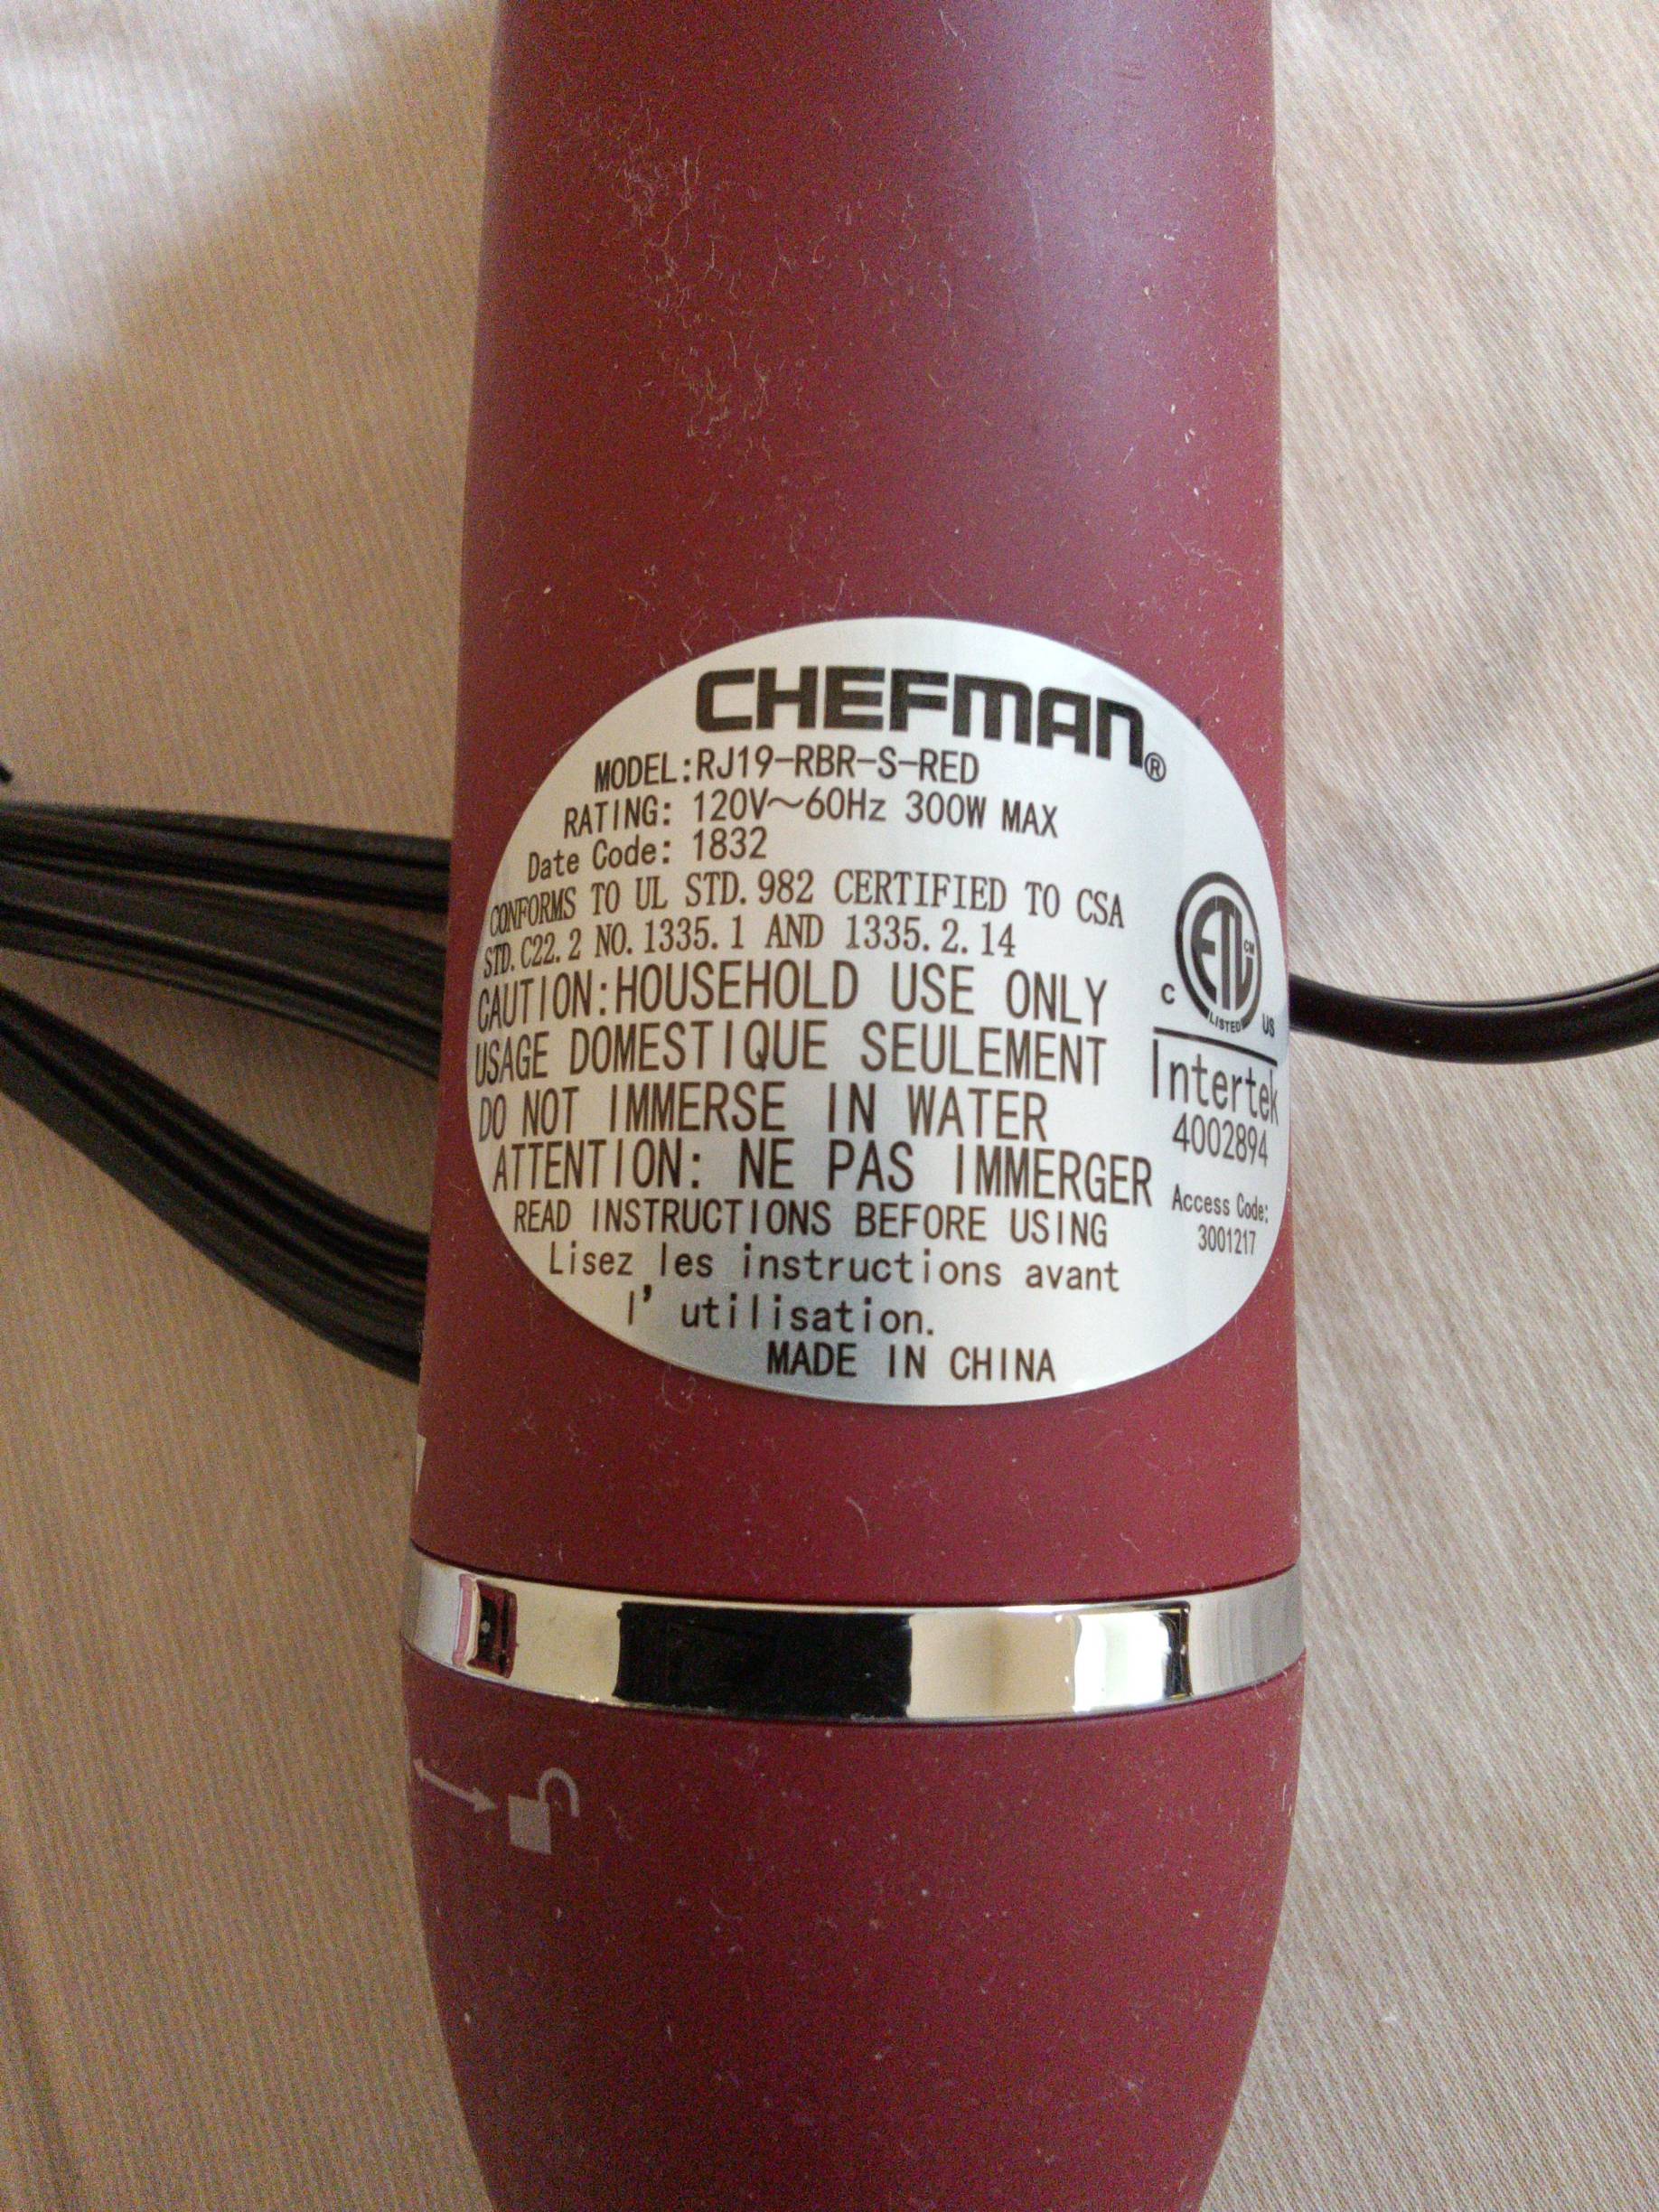 CHEFMAN®
MODEL:RJ19-RBR-S-RED
RATING: 120V～60Hz 300W MAX
Date Code: 1832
CONFORMS TO UL STD.982 CERTIFIED TO CSA
STD.C22.2 NO.1335.1 AND 1335.2.14
CAUTION:HOUSEHOLD USE ONLY
USAGE DOMESTIQUE SEULEMENT
DO NOT IMMERSE IN WATER
ATTENTION: NE PAS IMMERGER
READ INSTRUCTIONS BEFORE USING
Lisez les instructions avant
l' utilisation.
MADE IN CHINA
ETL CM
LISTED
C US
Intertek
4002894
Access Code:
3001217